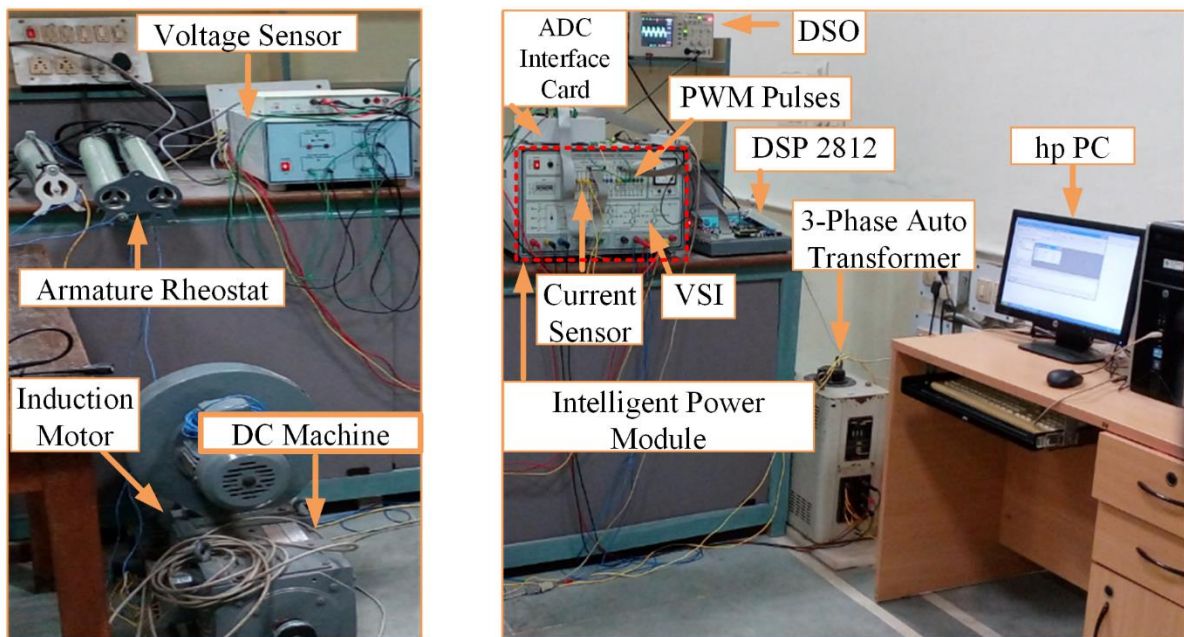 Voltage Sensor
Armature Rheostat
Induction
Motor
DC Machine
ADC
Interface
Card
DSO
PWM Pulses
DSP 2812
hp PC
3-Phase Auto
Transformer
Current
Sensor
VSI
Intelligent Power
Module